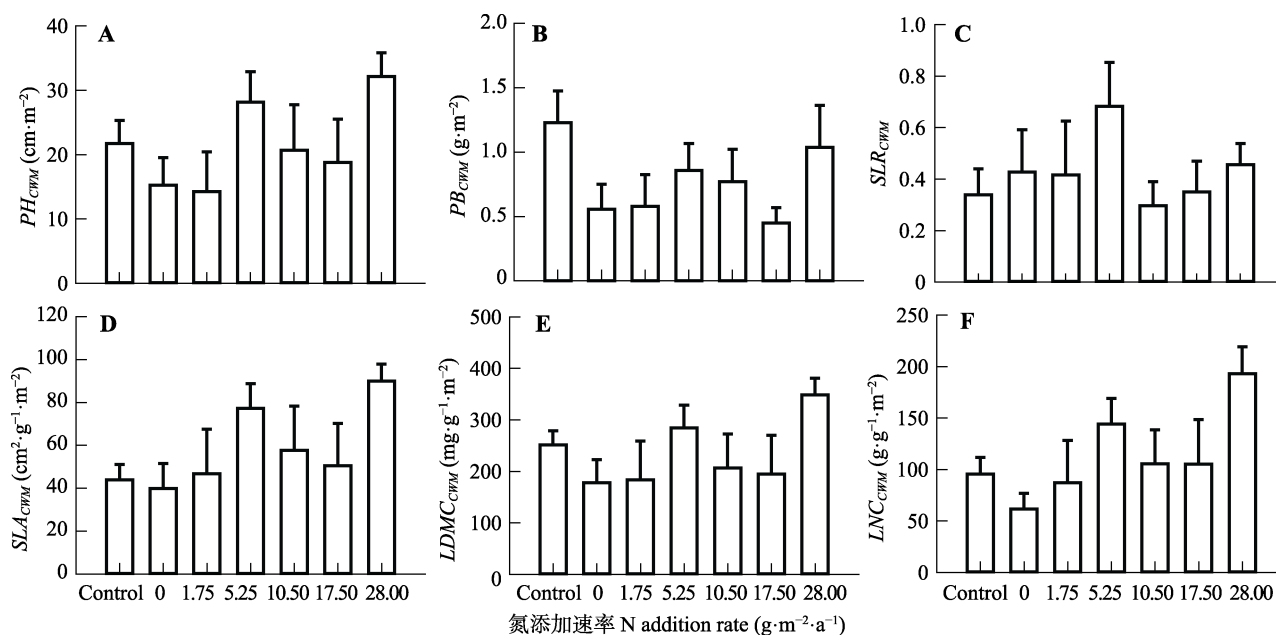 A
40
30
20
10
0
PH_CWM (cm·m⁻²)
B
2.0
1.5
1.0
0.5
0
PB_CWM (g·m⁻²)
C
1.0
0.8
0.6
0.4
0.2
0
SLR_CWM
D
120
100
80
60
40
20
0
SLA_CWM (cm²·g⁻¹·m⁻²)
Control 0 1.75 5.25 10.50 17.50 28.00
E
500
400
300
200
100
0
LDMC_CWM (mg·g⁻¹·m⁻²)
Control 0 1.75 5.25 10.50 17.50 28.00
F
250
200
150
100
50
0
LNC_CWM (g·g⁻¹·m⁻²)
Control 0 1.75 5.25 10.50 17.50 28.00
氮添加速率 N addition rate (g·m⁻²·a⁻¹)